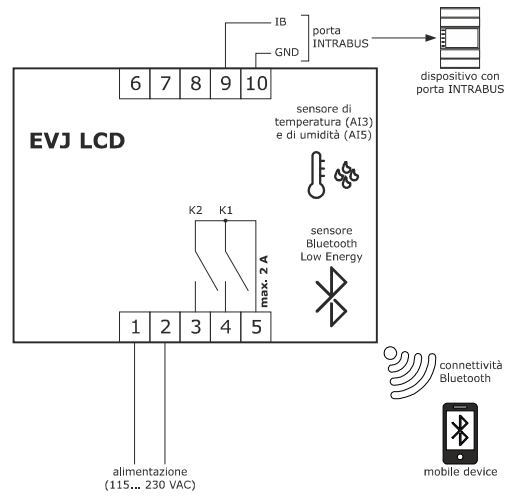 IB
GND
porta
INTRABUS
dispositivo con
porta INTRABUS
6 7 8 9 10
EVJ LCD
sensore di
temperatura (AI3)
e di umidità (AI5)
K2 K1
sensore
Bluetooth
Low Energy
max. 2 A
1 2 3 4 5
connettività
Bluetooth
mobile device
alimentazione
(115... 230 VAC)